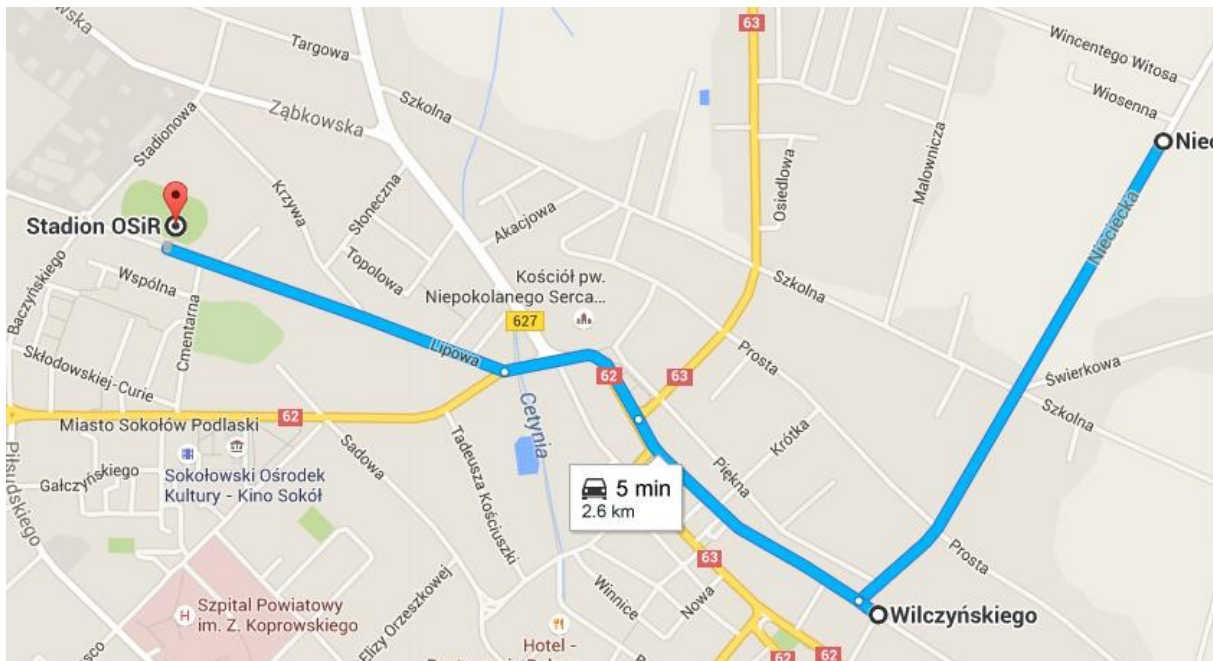 63
Wincentego Witosa
Targowa
Wiosenna
Szkolna
Ząbkowska
Stadionowa
Malownicza
Osiedlowa
Niec
Słoneczna
Krzywa
Akacjowa
Stadion OSiR
Topolowa
Nieciecka
Baczyńskiego
Wspólna
Kościół pw.
Niepokolanego Serca...
Szkolna
Cmentarna
627
Lipowa
Prosta
Skłodowskiej-Curie
62
63
Świerkowa
Szkolna
62
Miasto Sokołów Podlaski
Cetynia
Krótka
Piłsudskiego
Sadowa
Tadeusza Kościuszki
Piękna
Gałczyńskiego
Sokołowski Ośrodek
Kultury - Kino Sokół
5 min
2.6 km
63
Prosta
Winnice
Nowa
H
Szpital Powiatowy
im. Z. Koprowskiego
Elizy Orzeszkowej
Wilczyńskiego
Hotel -
62
62